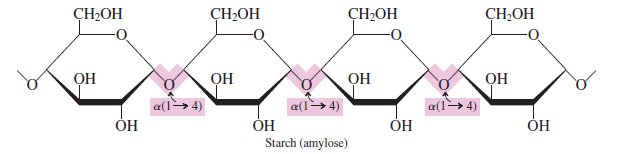 CH₂OH CH₂OH CH₂OH CH₂OH
O O O O
OH OH OH OH
O O O O O
α(1→4) α(1→4) α(1→4)
OH OH OH OH
Starch (amylose)